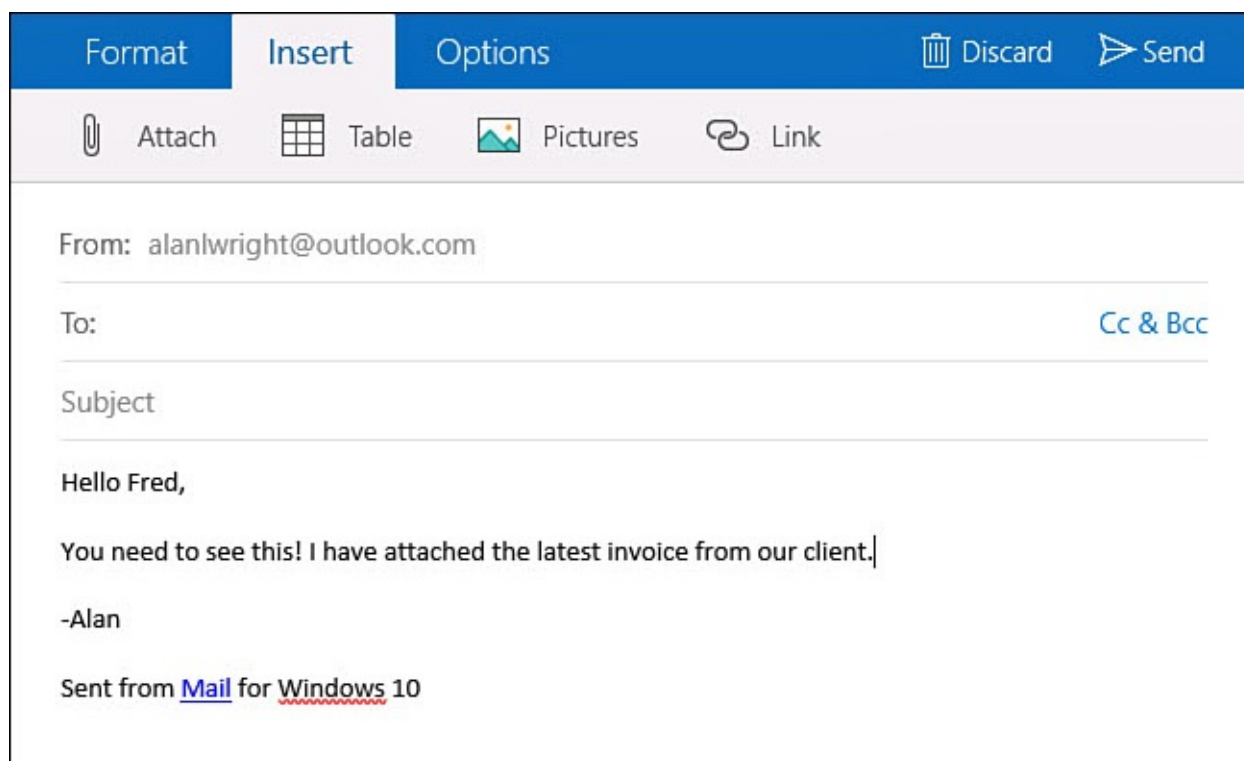 Format Insert Options Discard Send
Attach Table Pictures Link
From: alanlwright@outlook.com
To: Cc & Bcc
Subject
Hello Fred,
You need to see this! I have attached the latest invoice from our client.
-Alan
Sent from Mail for Windows 10